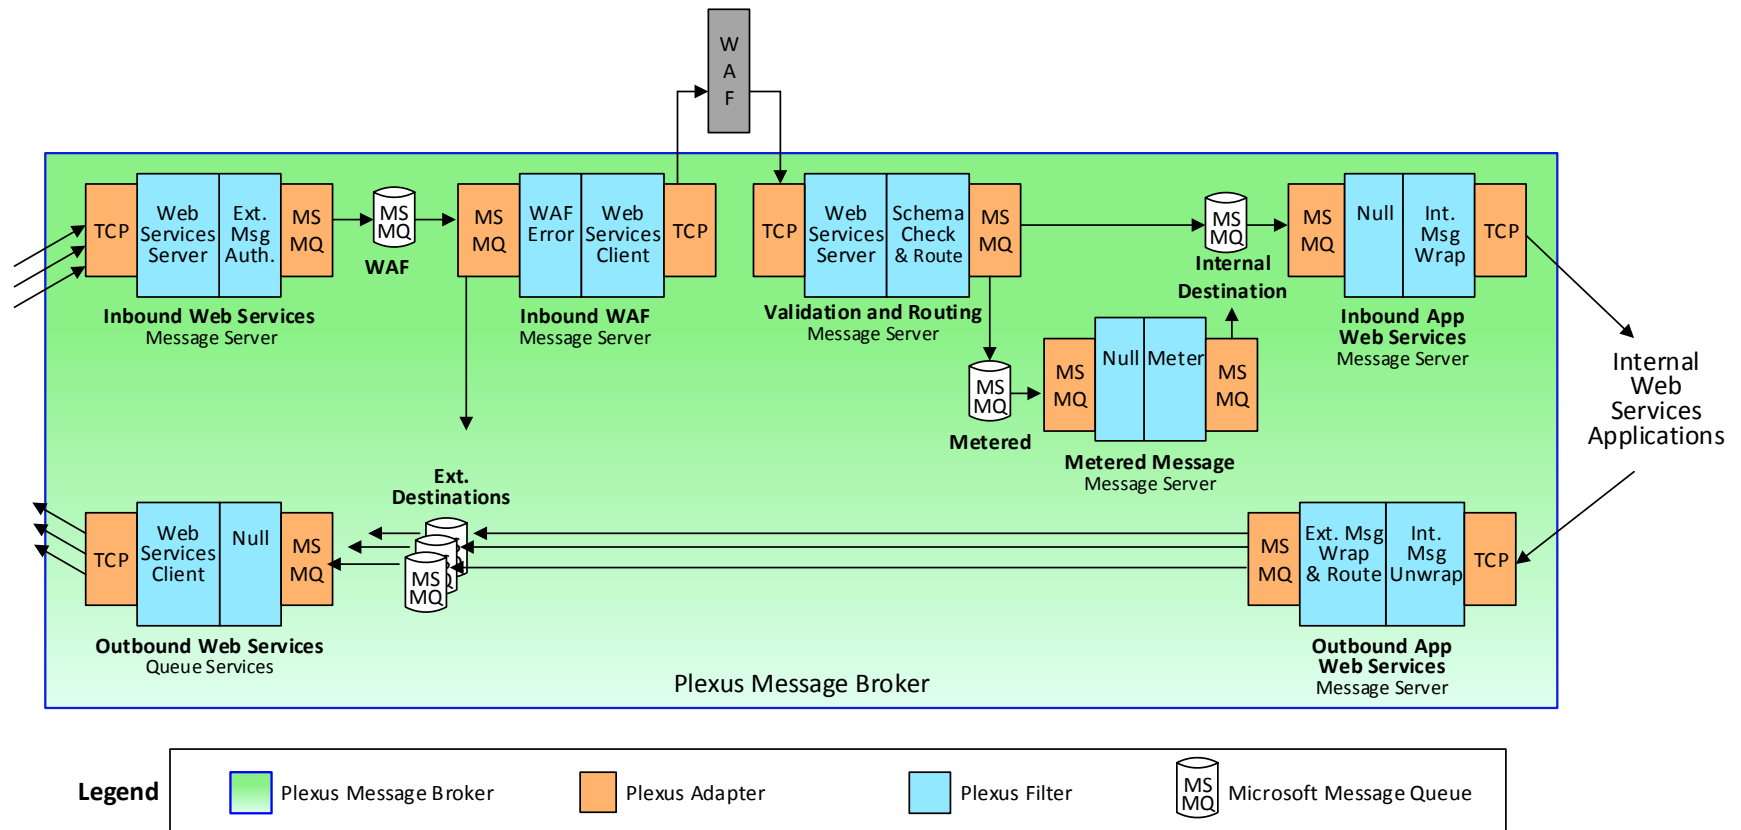 W
A
F
TCP
Web
Services
Server
Ext.
Msg
Auth.
MS
MQ
Inbound Web Services
Message Server
MS
MQ
WAF
MS
MQ
WAF
Error
Web
Services
Client
TCP
Inbound WAF
Message Server
TCP
Web
Services
Server
Schema
Check
& Route
MS
MQ
Validation and Routing
Message Server
MS
MQ
Internal
Destination
MS
MQ
Null
Int.
Msg
Wrap
TCP
Inbound App
Web Services
Message Server
MS
MQ
Metered
MS
MQ
Null
Meter
MS
MQ
Metered Message
Message Server
Internal
Web
Services
Applications
TCP
Web
Services
Client
Null
MS
MQ
Outbound Web Services
Queue Services
Ext.
Destinations
MS
MQ
MS
MQ
Ext. Msg
Wrap
& Route
Int.
Msg
Unwrap
TCP
Outbound App
Web Services
Message Server
Plexus Message Broker
Legend
Plexus Message Broker
Plexus Adapter
Plexus Filter
MS
MQ
Microsoft Message Queue